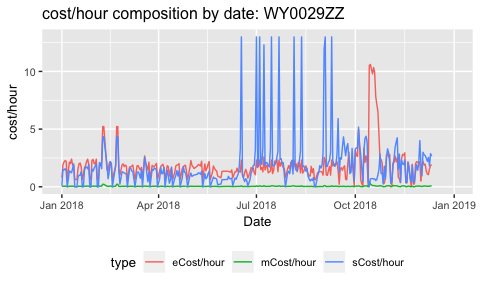 cost/hour composition by date: WY0029ZZ
cost/hour
10
5
0
Jan 2018 Apr 2018 Jul 2018 Oct 2018 Jan 2019
Date
type eCost/hour mCost/hour sCost/hour